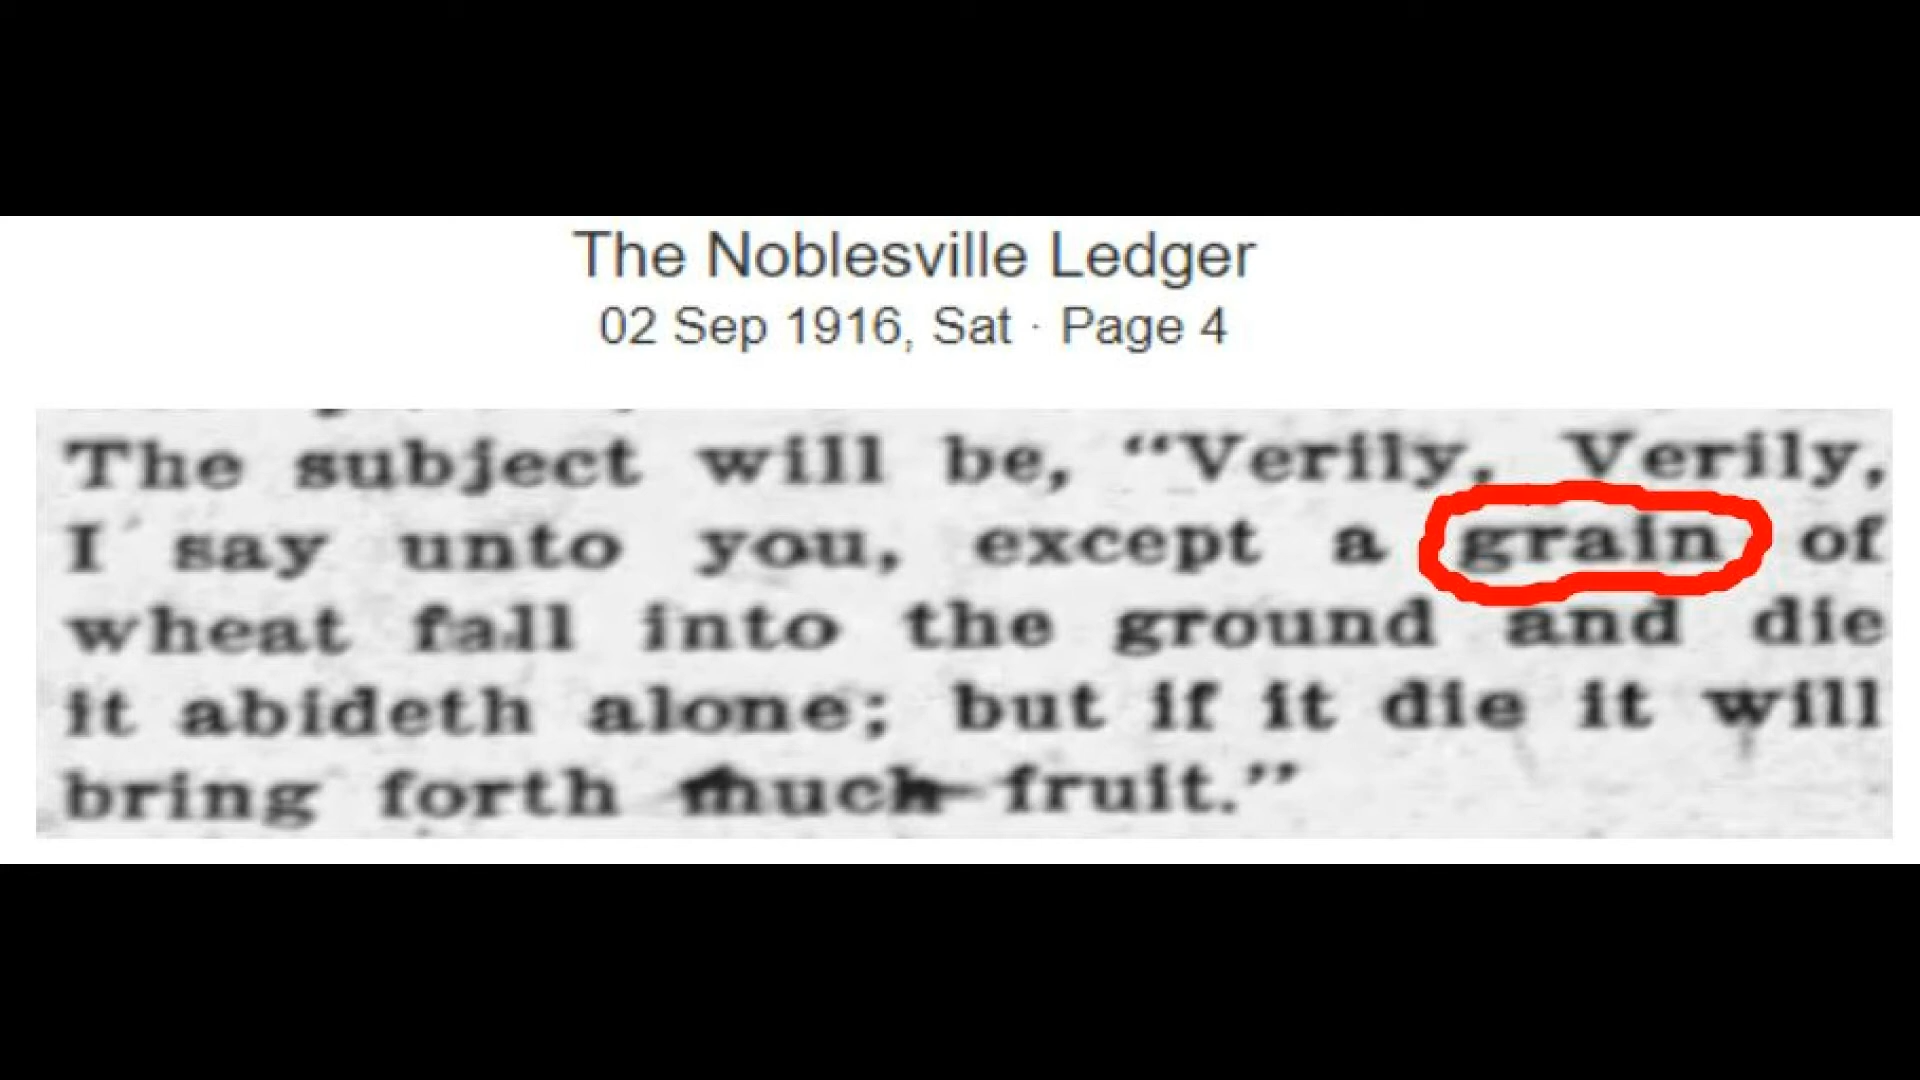 The Noblesville Ledger
02 Sep 1916, Sat · Page 4
The subject will be, “Verily, Verily,
I say unto you, except a grain of
wheat fall into the ground and die
it abideth alone; but if it die it will
bring forth much fruit.”